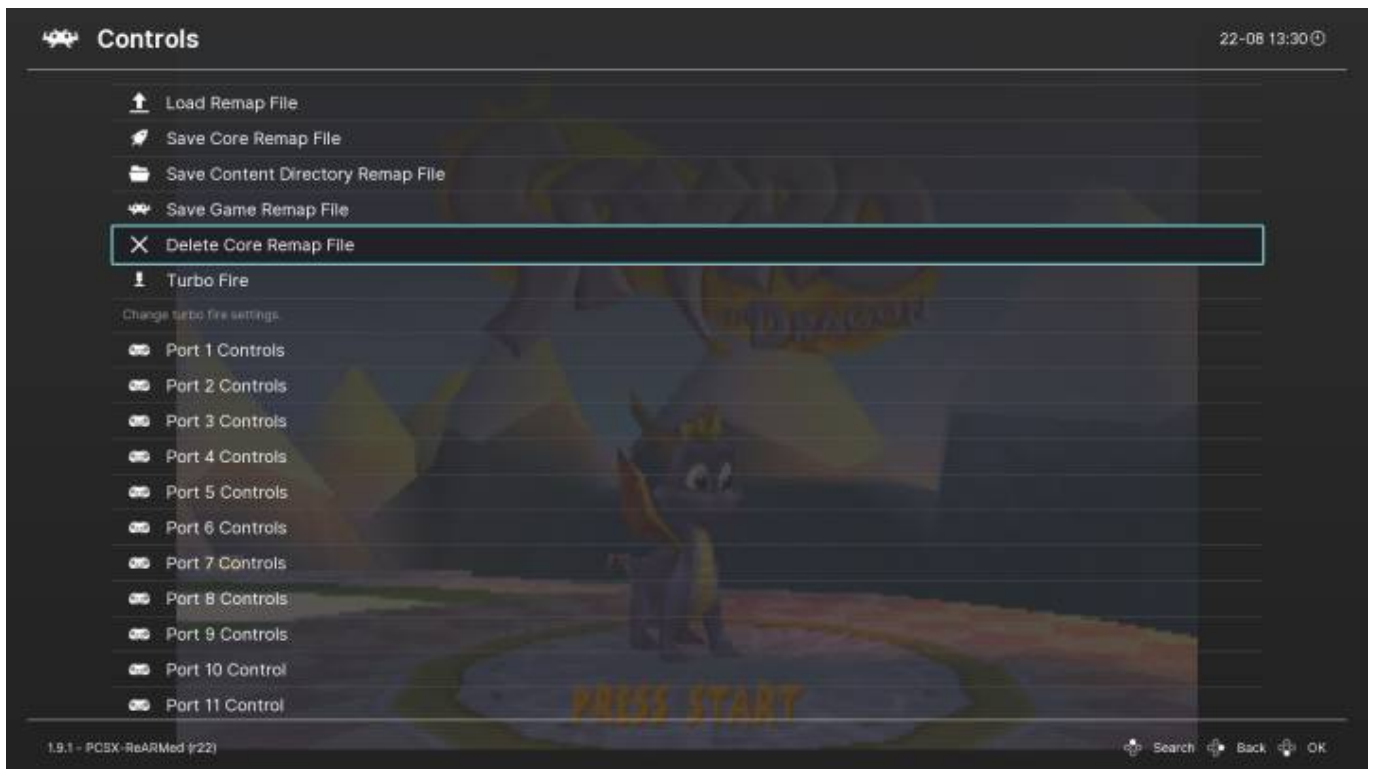 Controls
22-08 13:30
Load Remap File
Save Core Remap File
Save Content Directory Remap File
Save Game Remap File
Delete Core Remap File
Turbo Fire
Change turbo fire settings.
Port 1 Controls
Port 2 Controls
Port 3 Controls
Port 4 Controls
Port 5 Controls
Port 6 Controls
Port 7 Controls
Port 8 Controls
Port 9 Controls
Port 10 Control
Port 11 Control
SPYRO
THE DRAGON
PRESS START
1.9.1 - PCSX-ReARMed (r22)
Search Back OK